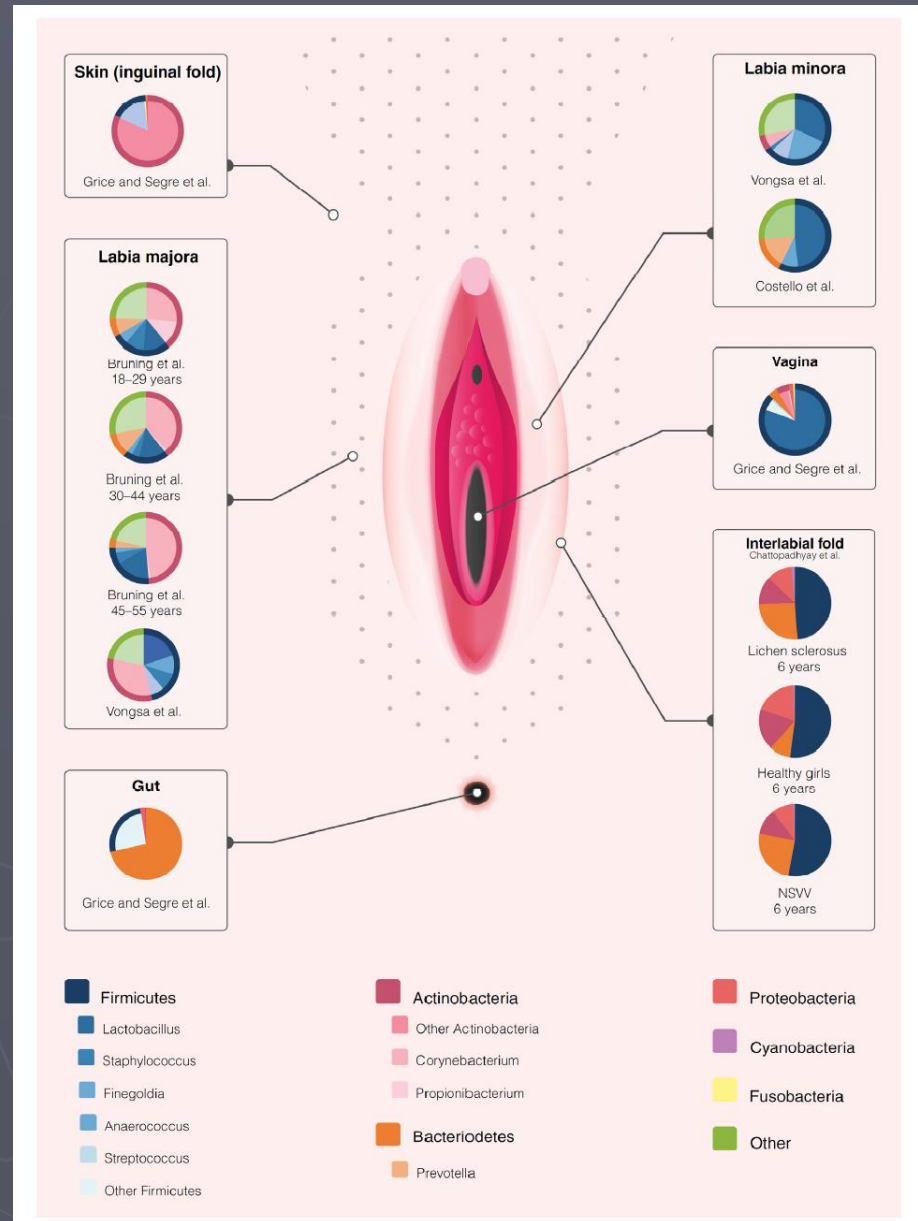 Skin (inguinal fold)
Grice and Segre et al.
Labia majora
Bruning et al.
18–29 years
Bruning et al.
30–44 years
Bruning et al.
45–55 years
Vongsa et al.
Gut
Grice and Segre et al.
Labia minora
Vongsa et al.
Costello et al.
Vagina
Grice and Segre et al.
Interlabial fold
Chattopadhyay et al.
Lichen sclerosus
6 years
Healthy girls
6 years
NSVV
6 years
Firmicutes
Lactobacillus
Staphylococcus
Finegoldia
Anaerococcus
Streptococcus
Other Firmicutes
Actinobacteria
Other Actinobacteria
Corynebacterium
Propionibacterium
Bacteriodetes
Prevotella
Proteobacteria
Cyanobacteria
Fusobacteria
Other